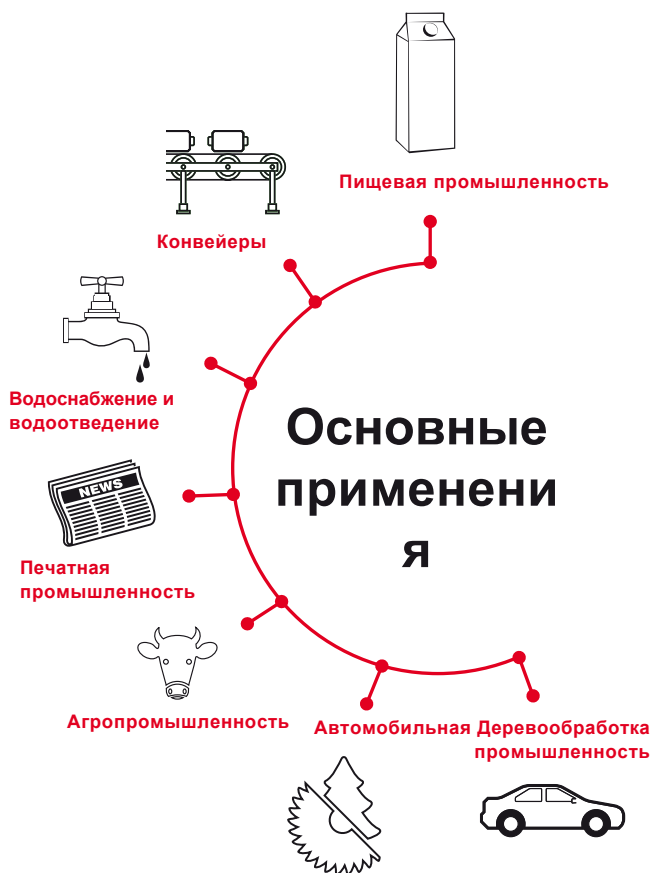 Пищевая промышленность
Конвейеры
Водоснабжение и
водоотведение
Основные
применени
я
NEWS
Печатная
промышленность
Агропромышленность
Автомобильная Деревообработка
промышленность